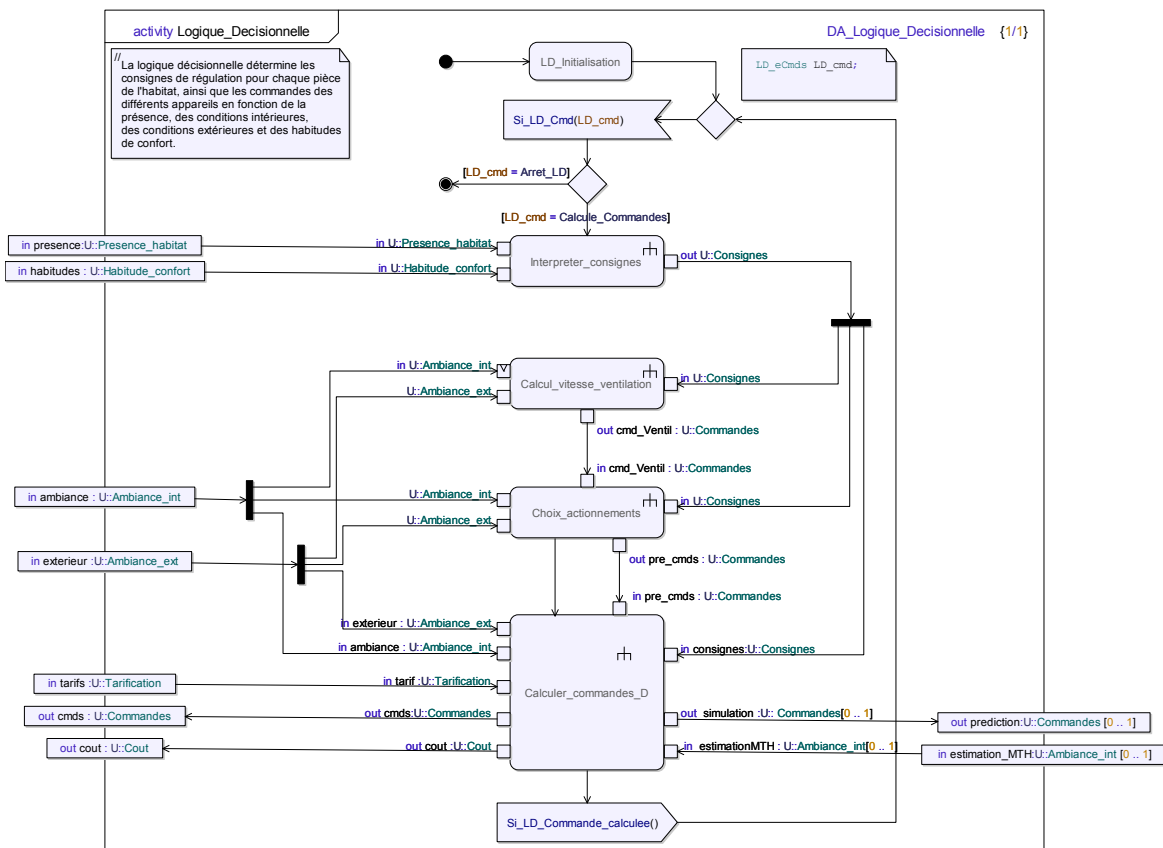 activity Logique_Decisionnelle
DA_Logique_Decisionnelle {1/1}
//
La logique décisionnelle détermine les
consignes de régulation pour chaque pièce
de l'habitat, ainsi que les commandes des
différents appareils en fonction de la
présence, des conditions intérieures,
des conditions extérieures et des habitudes
de confort.
LD_Initialisation
LD_eCmds LD_cmd;
Si_LD_Cmd(LD_cmd)
[LD_cmd = Arret_LD]
[LD_cmd = Calcule_Commandes]
in presence:U::Presence_habitat
in U::Presence_habitat
in habitudes : U::Habitude_confort
in U::Habitude_confort
Interpreter_consignes
out U::Consignes
in U::Ambiance_int
U::Ambiance_ext
Calcul_vitesse_ventilation
in U::Consignes
out cmd_Ventil : U::Commandes
in cmd_Ventil : U::Commandes
in ambiance : U::Ambiance_int
U::Ambiance_int
U::Ambiance_ext
Choix_actionnements
in U::Consignes
in exterieur :U::Ambiance_ext
out pre_cmds : U::Commandes
in pre_cmds : U::Commandes
in exterieur : U::Ambiance_ext
in ambiance : U::Ambiance_int
in consignes:U::Consignes
in tarifs :U::Tarification
in tarif :U::Tarification
Calculer_commandes_D
out cmds : U::Commandes
out cmds:U::Commandes
out simulation :U:: Commandes[0 .. 1]
out prediction:U::Commandes [0 .. 1]
out cout : U::Cout
out cout :U::Cout
in estimationMTH : U::Ambiance_int[0 .. 1]
in estimation_MTH:U::Ambiance_int [0 .. 1]
Si_LD_Commande_calculee()